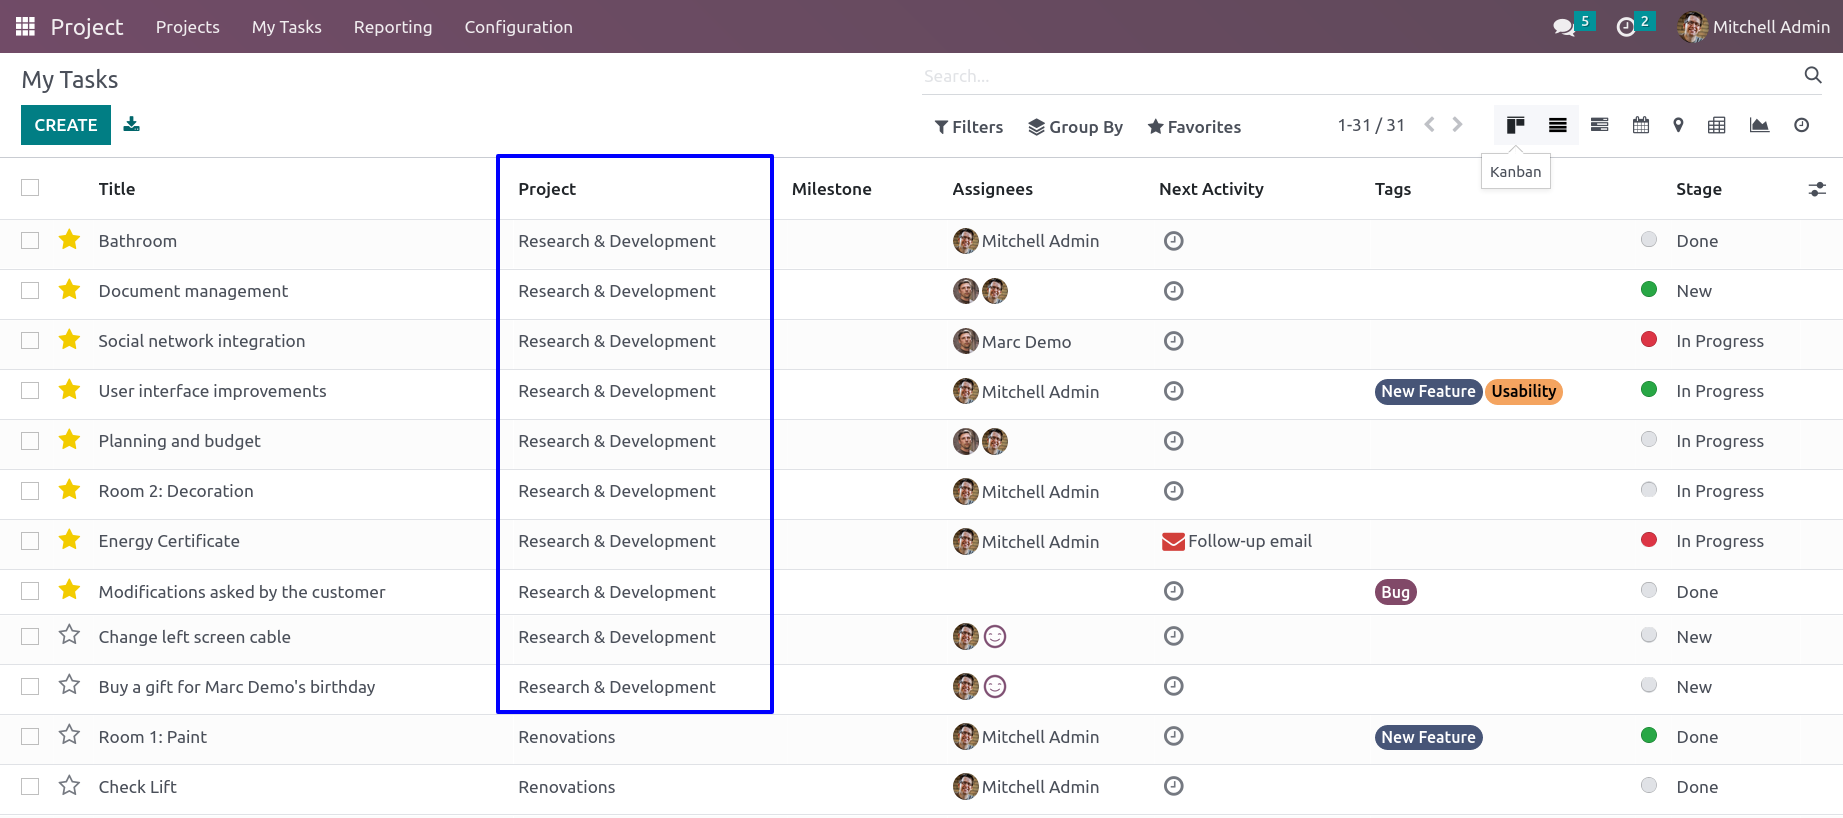 Project Projects My Tasks Reporting Configuration 5 2 Mitchell Admin
My Tasks Search...
CREATE Filters Group By Favorites 1-31 / 31
Kanban
Title Project Milestone Assignees Next Activity Tags Stage
Bathroom Research & Development Mitchell Admin Done
Document management Research & Development New
Social network integration Research & Development Marc Demo In Progress
User interface improvements Research & Development Mitchell Admin New Feature Usability In Progress
Planning and budget Research & Development In Progress
Room 2: Decoration Research & Development Mitchell Admin In Progress
Energy Certificate Research & Development Mitchell Admin Follow-up email In Progress
Modifications asked by the customer Research & Development Bug Done
Change left screen cable Research & Development New
Buy a gift for Marc Demo's birthday Research & Development New
Room 1: Paint Renovations Mitchell Admin New Feature Done
Check Lift Renovations Mitchell Admin Done